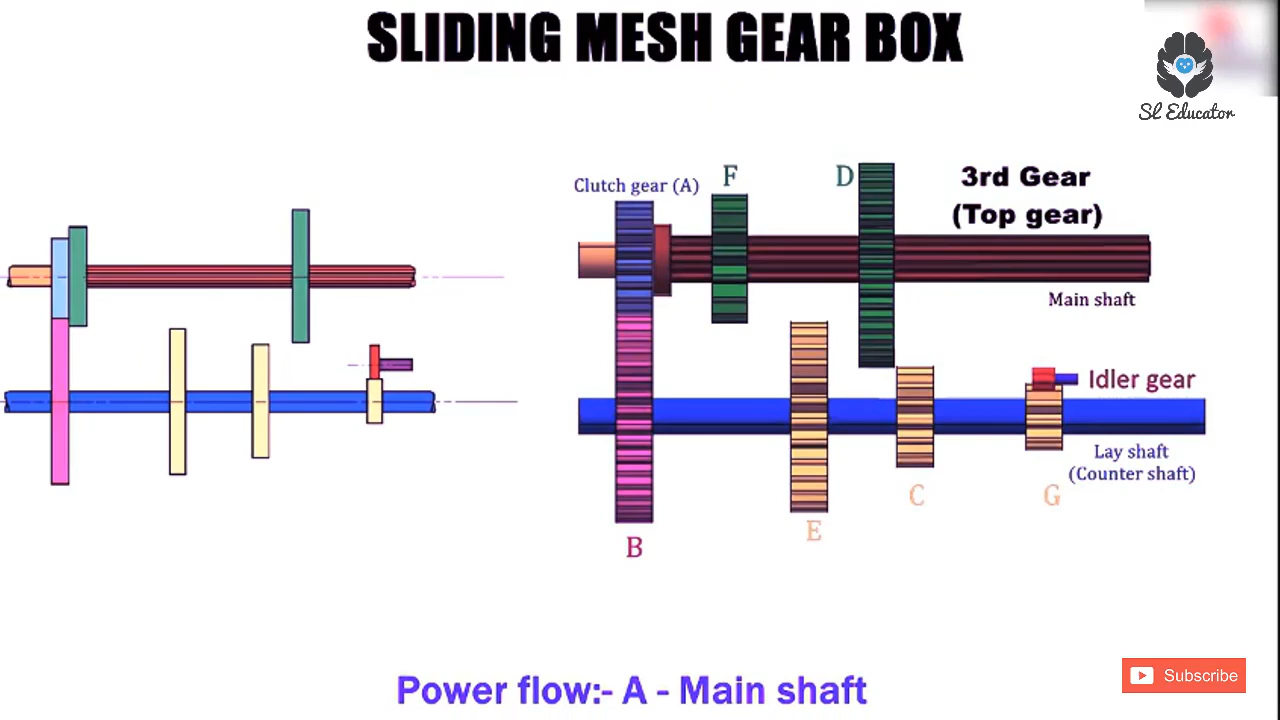 SLIDING MESH GEAR BOX
SL Educator
Clutch gear (A)
F
D
3rd Gear
(Top gear)
Main shaft
Idler gear
Lay shaft
(Counter shaft)
C
G
E
B
Power flow:- A - Main shaft
Subscribe